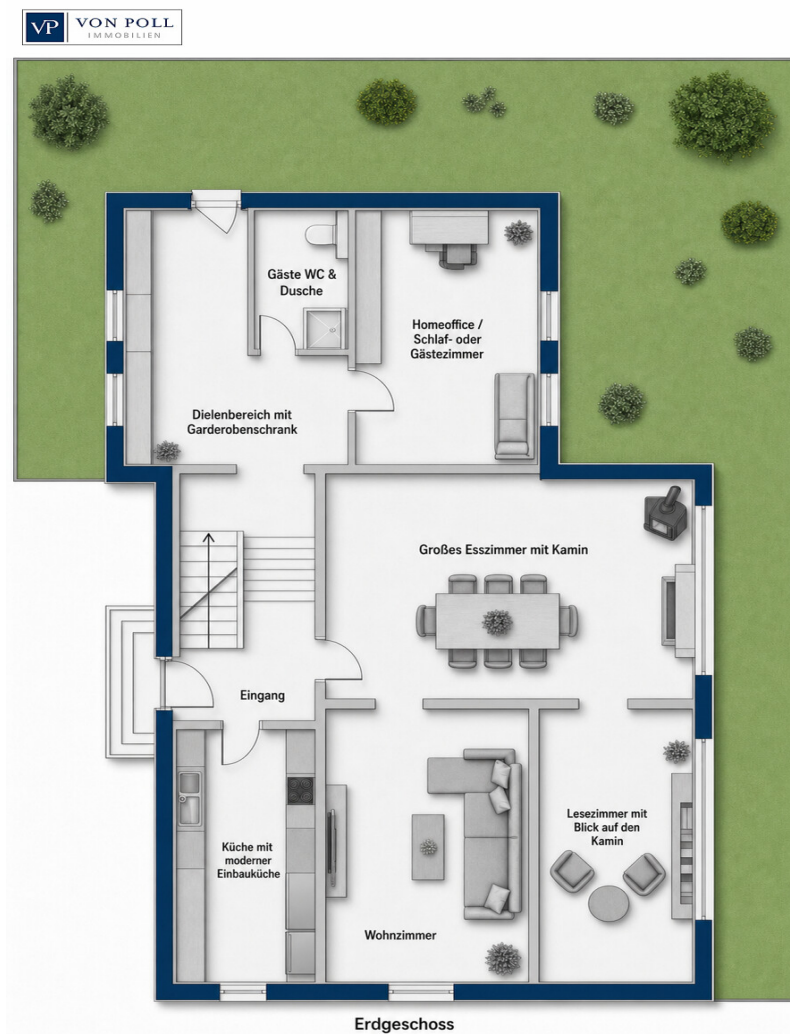 VP VON POLL
IMMOBILIEN
Gäste WC &
Dusche
Homeoffice /
Schlaf- oder
Gästezimmer
Dielenbereich mit
Garderobenschrank
Großes Esszimmer mit Kamin
Eingang
Küche mit
moderner
Einbauküche
Lesezimmer mit
Blick auf den
Kamin
Wohnzimmer
Erdgeschoss